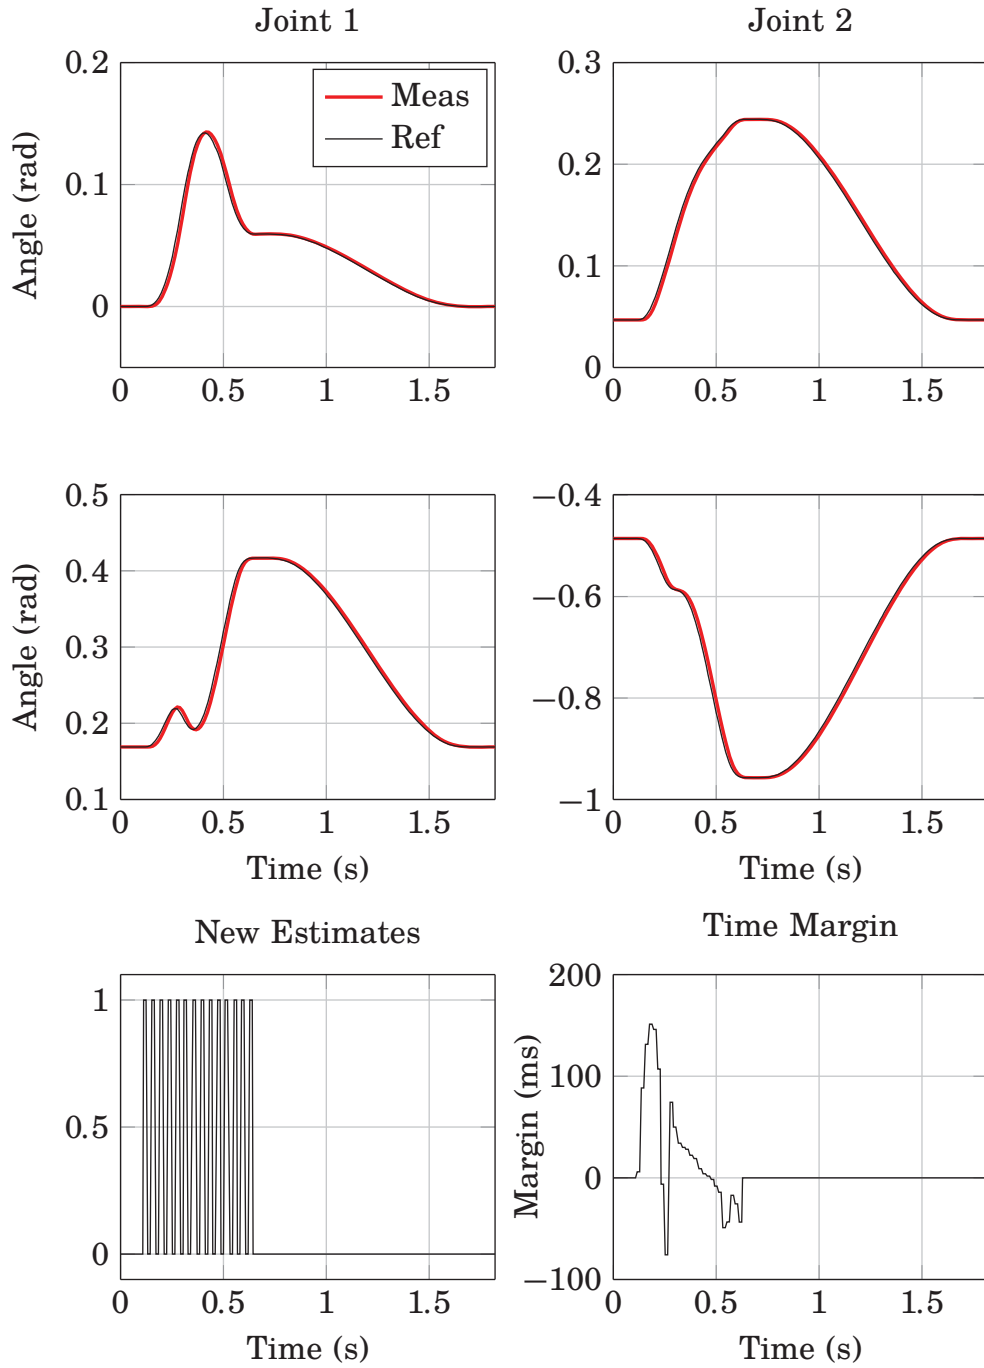 Joint 1
Joint 2
0.2
0.1
0
Angle (rad)
Meas
Ref
0 0.5 1 1.5
0.3
0.2
0.1
0
0 0.5 1 1.5
0.5
0.4
0.3
0.2
0.1
Angle (rad)
0 0.5 1 1.5
Time (s)
−0.4
−0.6
−0.8
−1
0 0.5 1 1.5
Time (s)
New Estimates
1
0.5
0
0 0.5 1 1.5
Time (s)
Time Margin
200
100
0
−100
Margin (ms)
0 0.5 1 1.5
Time (s)